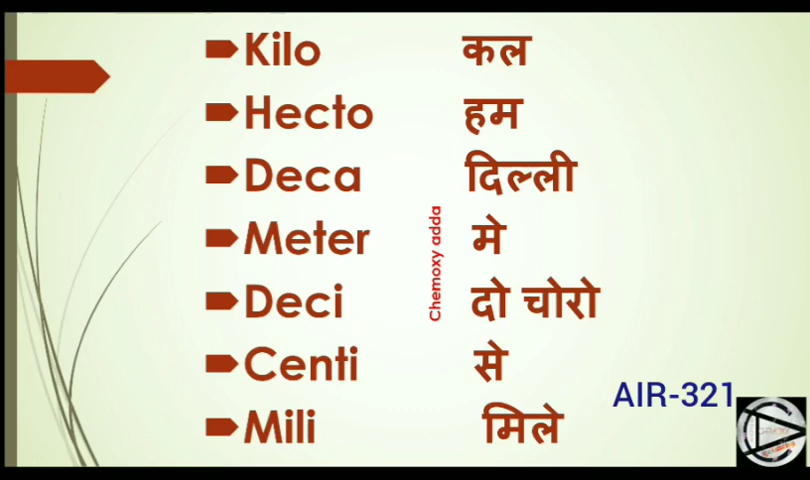 Kilo कल
Hecto हम
Deca दिल्ली
Meter मे
Deci दो चोरो
Centi से
Mili मिले
Chemoxy adda
AIR-321